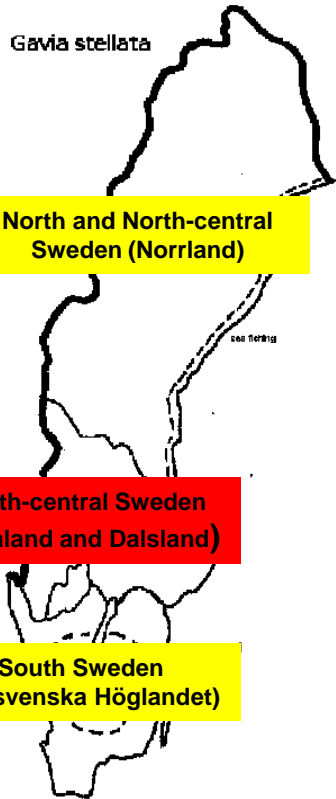 Gavia stellata
North and North-central
Sweden (Norrland)
sea fishing
th-central Sweden
aland and Dalsland)
South Sweden
svenska Höglandet)